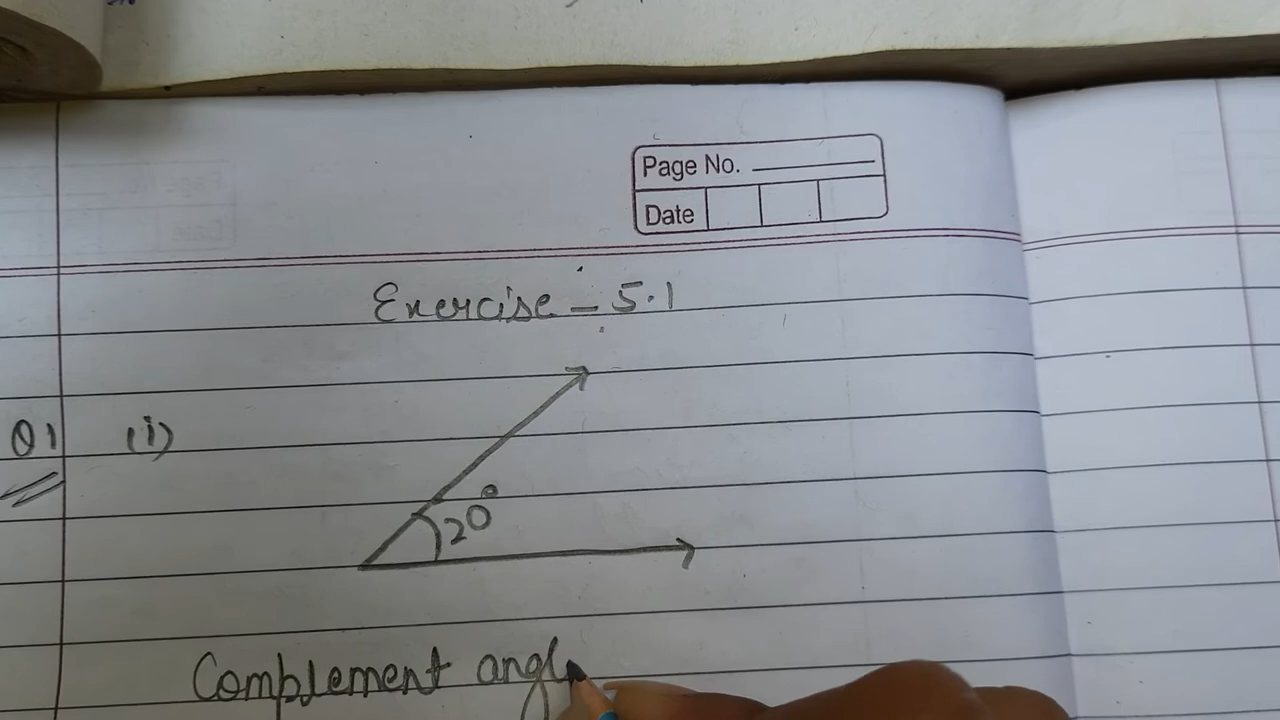 Page No.
Date
Exercise - 5.1
Q1 (i)
20°
Complement angl